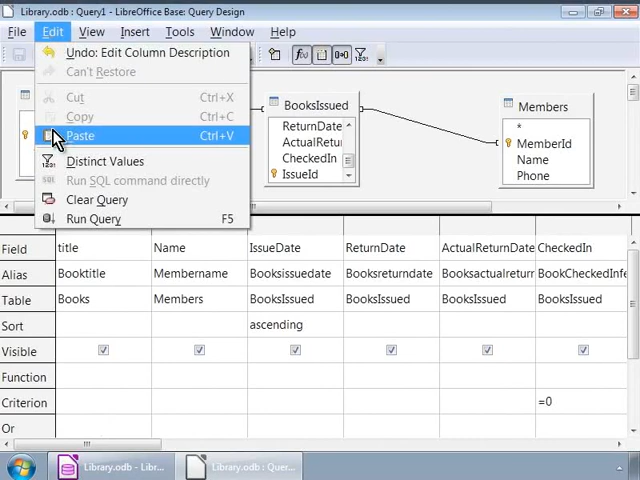 Library.odb : Query1 - LibreOffice Base: Query Design
File Edit View Insert Tools Window Help
Undo: Edit Column Description
Can't Restore
Cut Ctrl+X
Copy Ctrl+C
Paste Ctrl+V
Distinct Values
Run SQL command directly
Clear Query
Run Query F5
BooksIssued
ReturnDate
ActualRetur
CheckedIn
IssueId
Members
*
MemberId
Name
Phone
Field title Name IssueDate ReturnDate ActualReturnDate CheckedIn
Alias Booktitle Membername Booksissuedate Booksreturndate Booksactualreturn BookCheckedInfe
Table Books Members BooksIssued BooksIssued BooksIssued BooksIssued
Sort ascending
Visible
Function
Criterion =0
Or
Library.odb - Libr... Library.odb : Query...